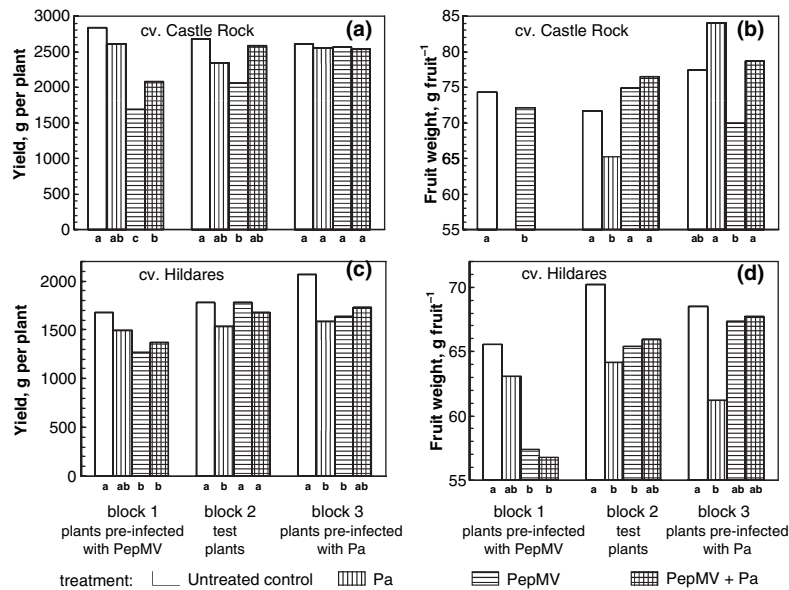 cv. Castle Rock
(a)
Yield, g per plant
3000
2500
2000
1500
1000
500
0
a ab c b a ab b ab a a a a
cv. Castle Rock
(b)
Fruit weight, g fruit⁻¹
85
80
75
70
65
60
55
a b a b a a ab a b a
cv. Hildares
(c)
Yield, g per plant
2000
1500
1000
500
0
a ab b b a b a a a b b ab
cv. Hildares
(d)
Fruit weight, g fruit⁻¹
70
65
60
55
a ab b b a b b ab a b ab ab
block 1
plants pre-infected
with PepMV
block 2
test
plants
block 3
plants pre-infected
with Pa
block 1
plants pre-infected
with PepMV
block 2
test
plants
block 3
plants pre-infected
with Pa
treatment: Untreated control Pa PepMV PepMV + Pa